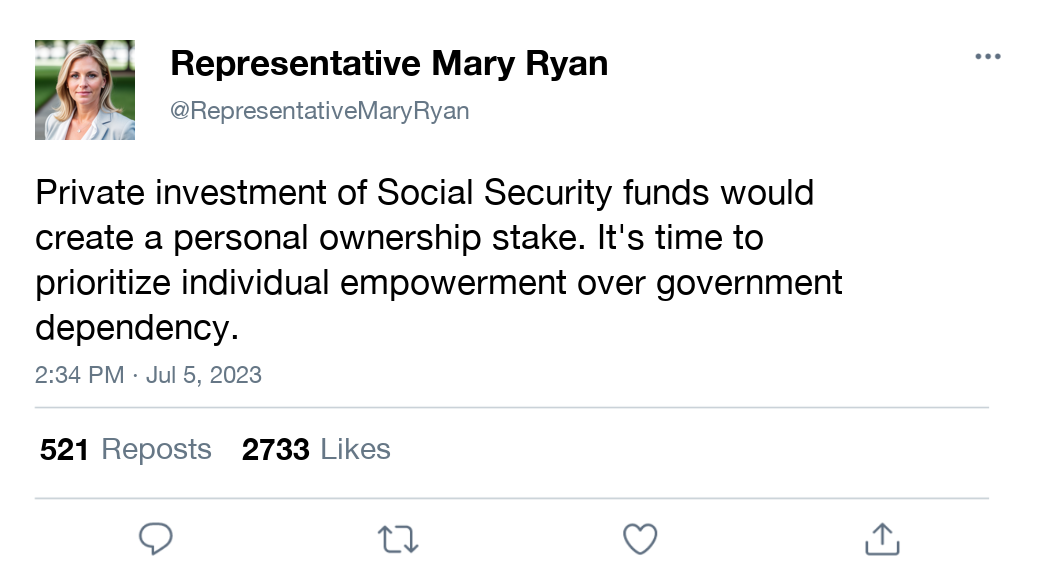 Representative Mary Ryan
@RepresentativeMaryRyan
Private investment of Social Security funds would
create a personal ownership stake. It's time to
prioritize individual empowerment over government
dependency.
2:34 PM · Jul 5, 2023
521 Reposts 2733 Likes